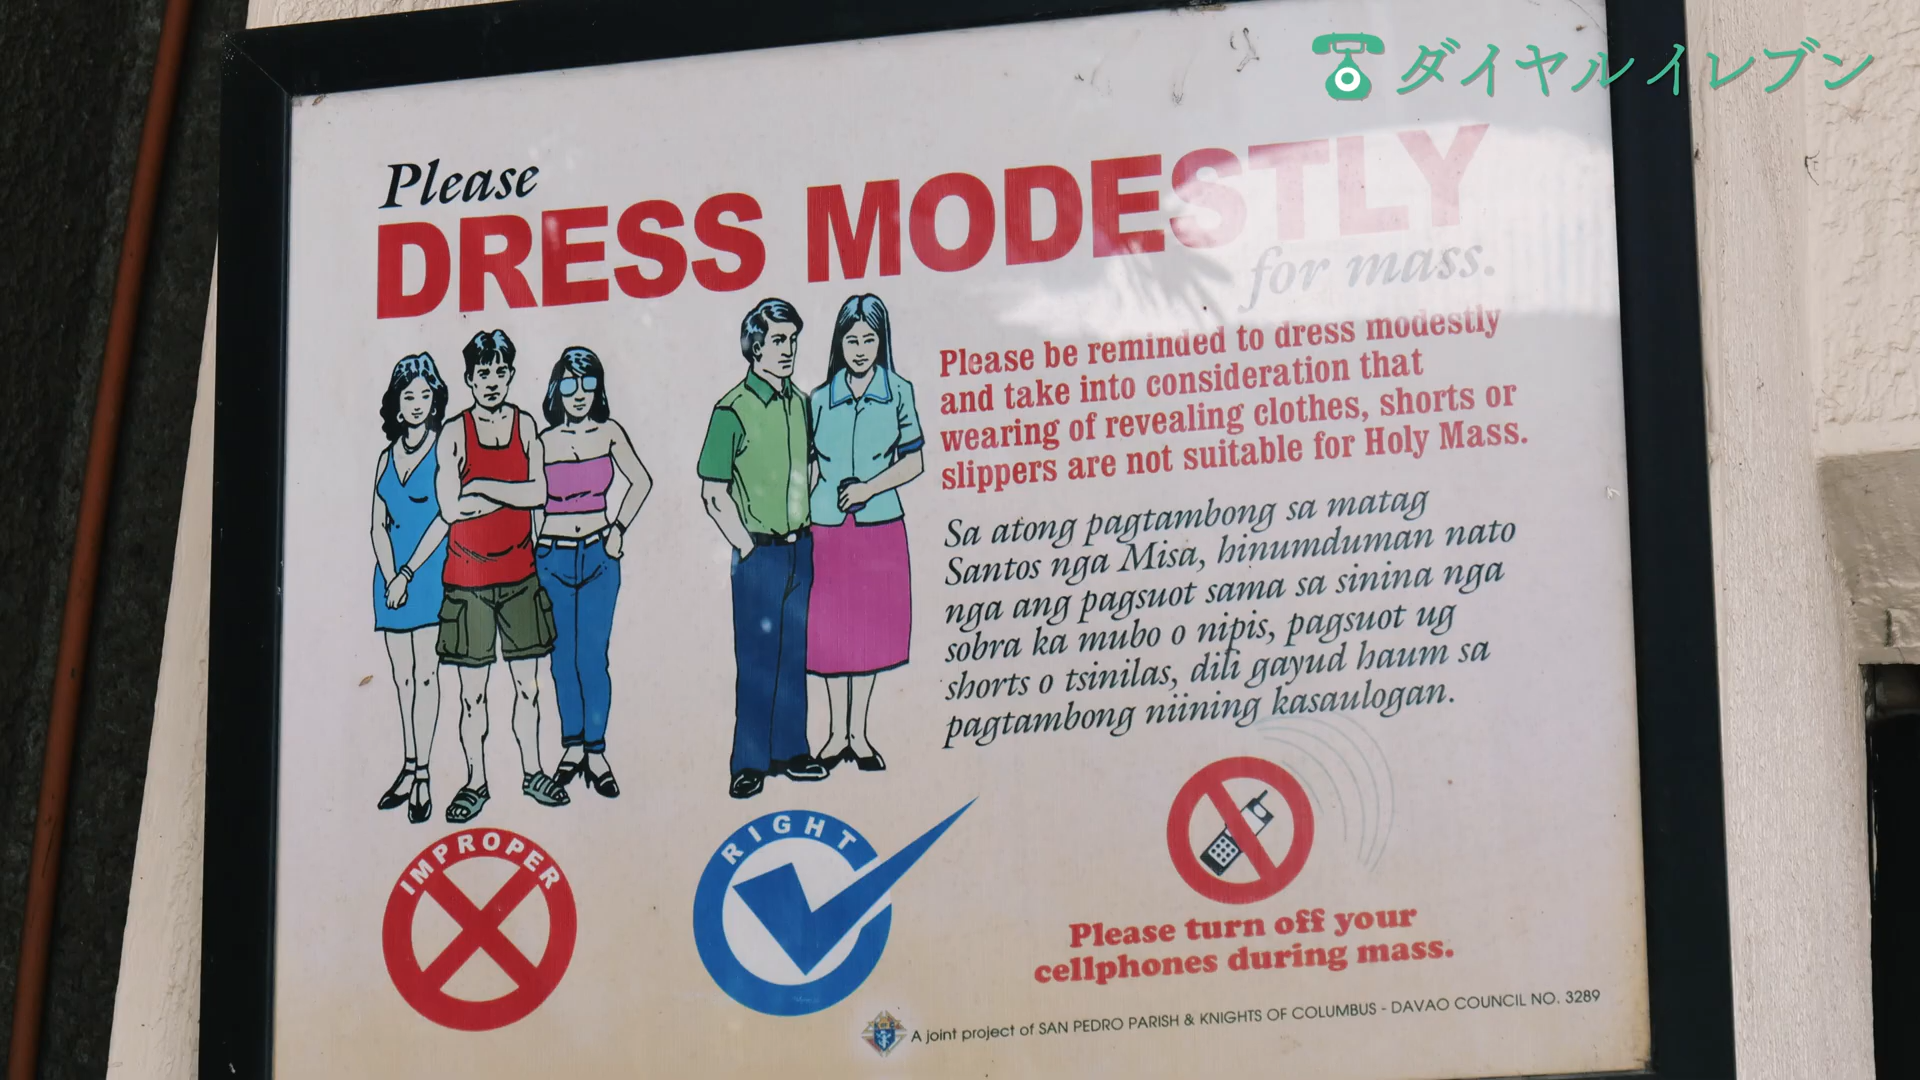 ダイヤルイレブン
Please
DRESS MODESTLY
for mass.
Please be reminded to dress modestly
and take into consideration that
wearing of revealing clothes, shorts or
slippers are not suitable for Holy Mass.
Sa atong pagtambong sa matag
Santos nga Misa, hinumduman nato
nga ang pagsuot sama sa sinina nga
sobra ka mubo o nipis, pagsuot ug
shorts o tsinilas, dili gayud haum sa
pagtambong niining kasaulogan.
IMPROPER
RIGHT
Please turn off your
cellphones during mass.
A joint project of SAN PEDRO PARISH & KNIGHTS OF COLUMBUS - DAVAO COUNCIL NO. 3289